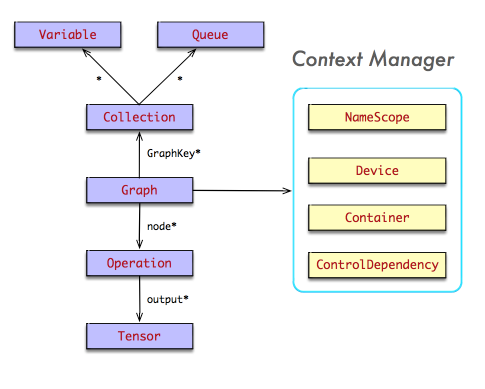 Variable
Queue
Context Manager
*
*
Collection
NameScope
GraphKey*
Device
Graph
Container
node*
Operation
ControlDependency
output*
Tensor